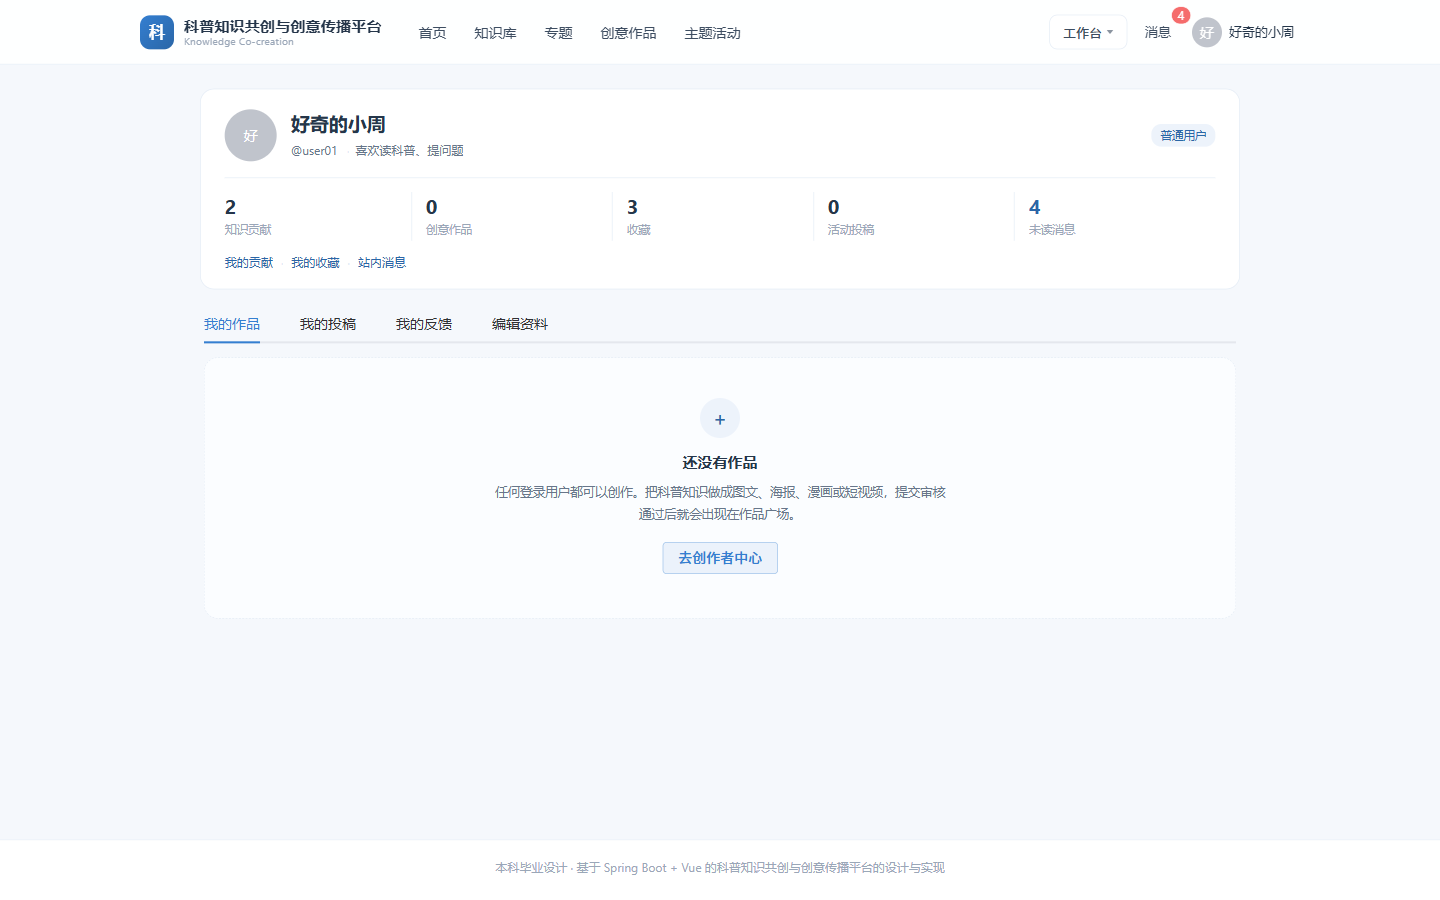 科
科普知识共创与创意传播平台
Knowledge Co-creation
首页 知识库 专题 创意作品 主题活动
工作台 消息 4 好 好奇的小周
好
好奇的小周
@user01 · 喜欢读科普、提问题
普通用户
2 0 3 0 4
知识贡献 创意作品 收藏 活动投稿 未读消息
我的贡献 · 我的收藏 · 站内消息
我的作品 我的投稿 我的反馈 编辑资料
+
还没有作品
任何登录用户都可以创作。把科普知识做成图文、海报、漫画或短视频，提交审核
通过后就会出现在作品广场。
去创作者中心
本科毕业设计 · 基于 Spring Boot + Vue 的科普知识共创与创意传播平台的设计与实现